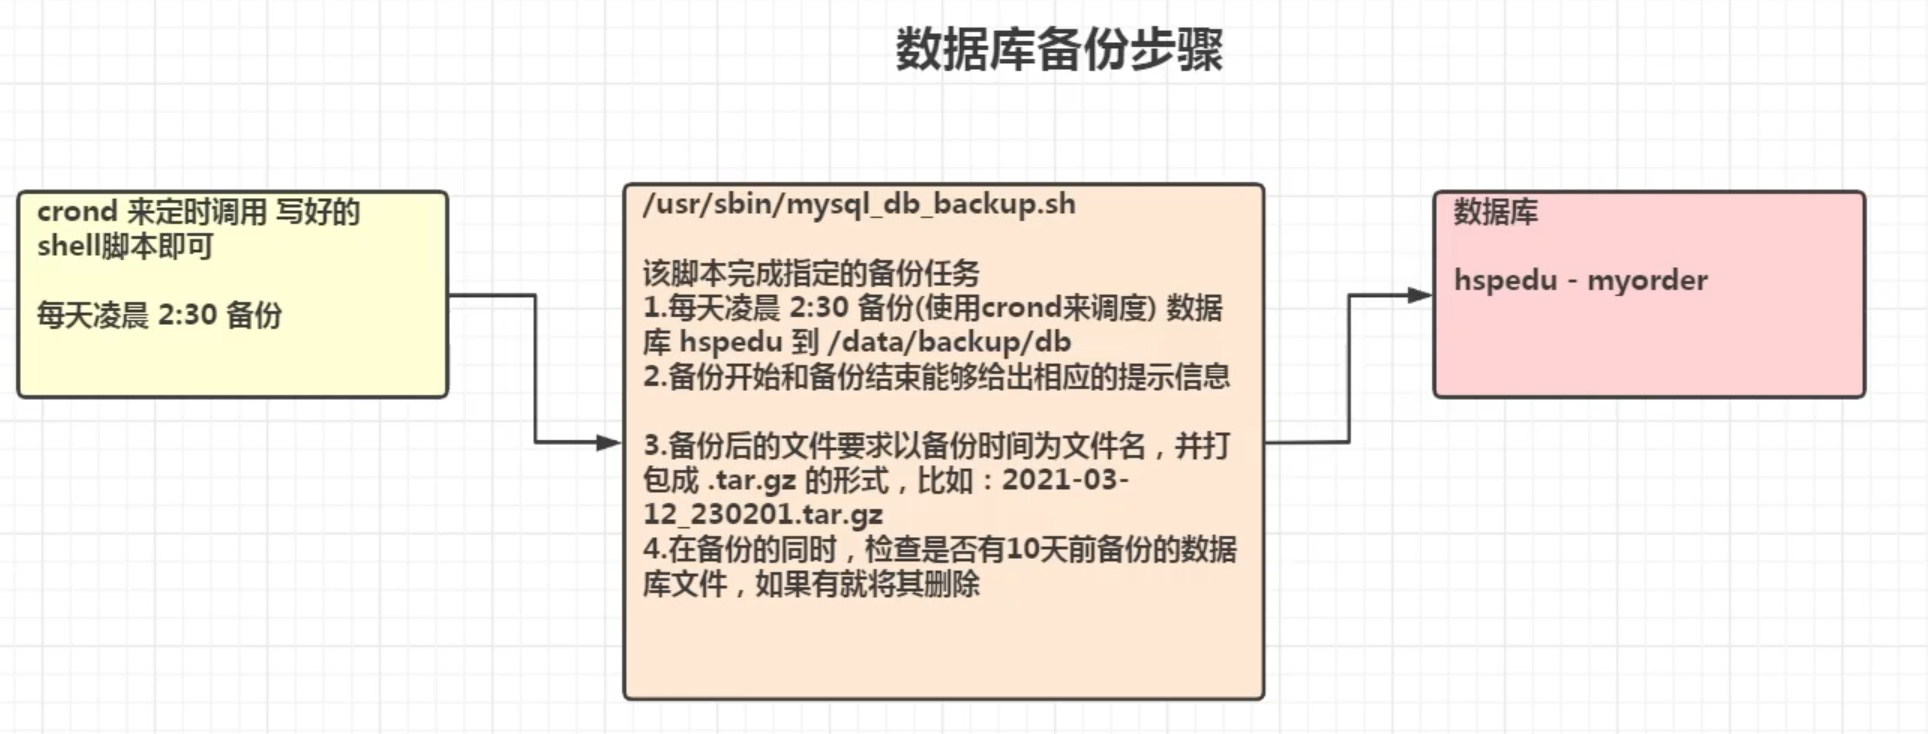 数据库备份步骤
crond 来定时调用 写好的
shell脚本即可
每天凌晨 2:30 备份
/usr/sbin/mysql_db_backup.sh
该脚本完成指定的备份任务
1.每天凌晨 2:30 备份(使用crond来调度) 数据
库 hspedu 到 /data/backup/db
2.备份开始和备份结束能够给出相应的提示信息
3.备份后的文件要求以备份时间为文件名，并打
包成 .tar.gz 的形式，比如：2021-03-
12_230201.tar.gz
4.在备份的同时，检查是否有10天前备份的数据
库文件，如果有就将其删除
数据库
hspedu - myorder